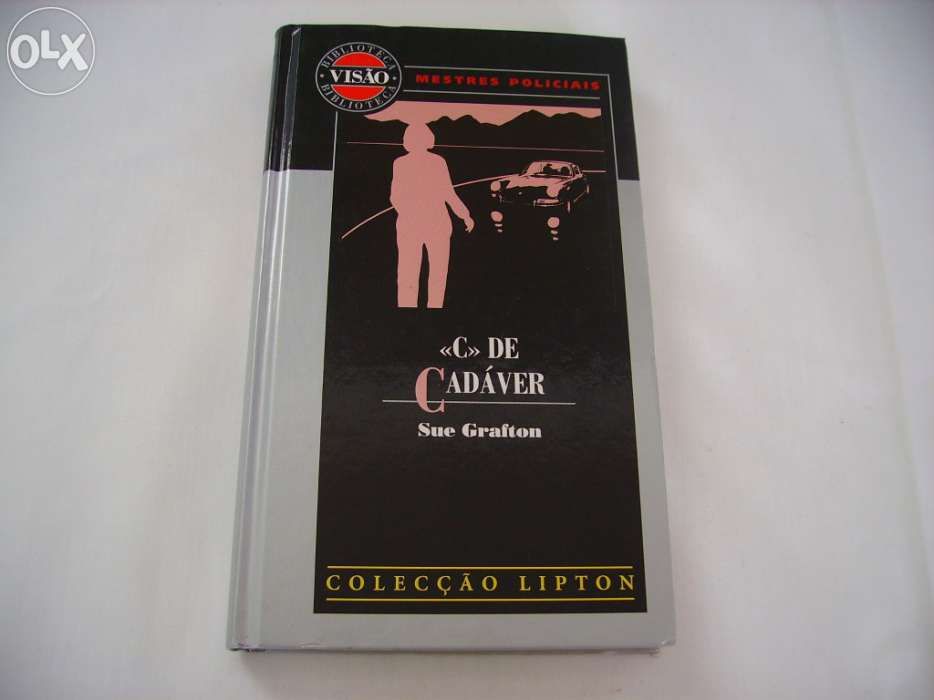 OLX
BIBLIOTECA
VISÃO
BIBLIOTECA
MESTRES POLICIAIS
«C» DE
CADÁVER
Sue Grafton
COLECÇÃO LIPTON